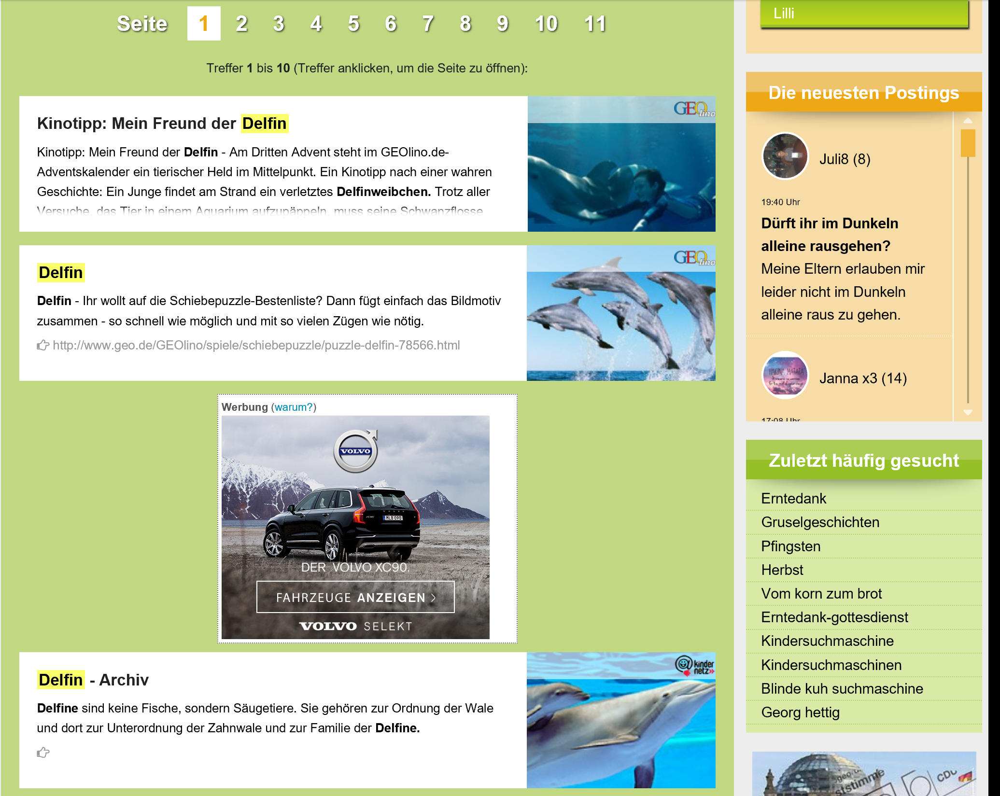 Seite 1 2 3 4 5 6 7 8 9 10 11
Treffer 1 bis 10 (Treffer anklicken, um die Seite zu öffnen):
Kinotipp: Mein Freund der Delfin
Kinotipp: Mein Freund der Delfin - Am Dritten Advent steht im GEOlino.de-
Adventskalender ein tierischer Held im Mittelpunkt. Ein Kinotipp nach einer wahren
Geschichte: Ein Junge findet am Strand ein verletztes Delfinweibchen. Trotz aller
Versuche, das Tier in einem Aquarium aufzupäppeln, muss seine Schwanzflosse
GEOlino
Delfin
Delfin - Ihr wollt auf die Schiebepuzzle-Bestenliste? Dann fügt einfach das Bildmotiv
zusammen - so schnell wie möglich und mit so vielen Zügen wie nötig.
http://www.geo.de/GEOlino/spiele/schiebepuzzle/puzzle-delfin-78566.html
GEOlino
Werbung (warum?)
VOLVO
VOLVO
XC90
MLB 090
DER VOLVO XC90.
FAHRZEUGE ANZEIGEN >
VOLVO SELEKT
Delfin - Archiv
Delfine sind keine Fische, sondern Säugetiere. Sie gehören zur Ordnung der Wale
und dort zur Unterordnung der Zahnwale und zur Familie der Delfine.
kinder
netz»
Lilli
Die neuesten Postings
Juli8 (8)
19:40 Uhr
Dürft ihr im Dunkeln
alleine rausgehen?
Meine Eltern erlauben mir
leider nicht im Dunkeln
alleine raus zu gehen.
HAKUNA MATATA
Janna x3 (14)
17:08 Uhr
Zuletzt häufig gesucht
Erntedank
Gruselgeschichten
Pfingsten
Herbst
Vom korn zum brot
Erntedank-gottesdienst
Kindersuchmaschine
Kindersuchmaschinen
Blinde kuh suchmaschine
Georg hettig
ststimme
CDU